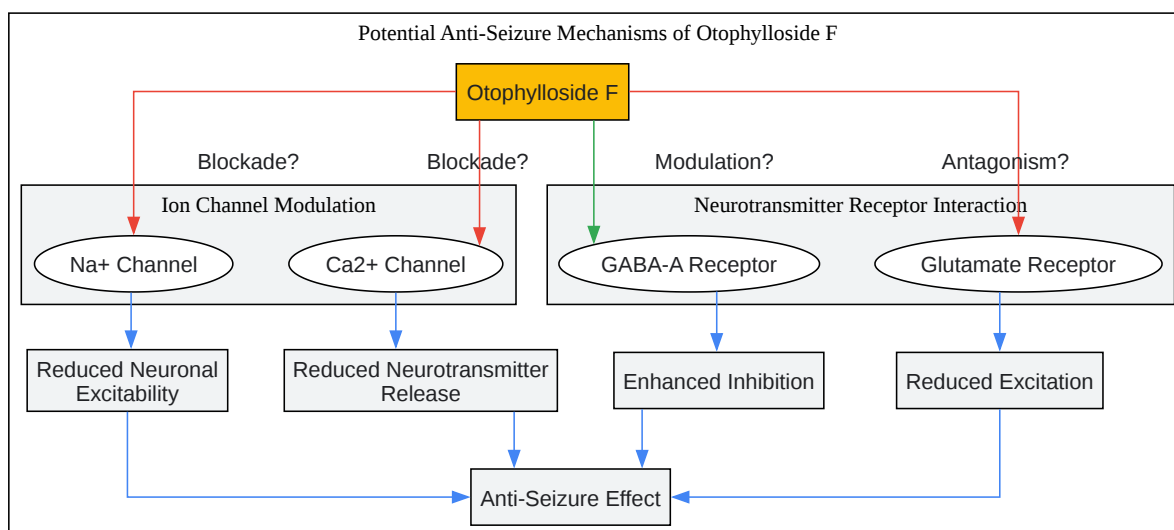 Potential Anti-Seizure Mechanisms of Otophylloside F
Otophylloside F
Blockade?
Blockade?
Modulation?
Antagonism?
Ion Channel Modulation
Neurotransmitter Receptor Interaction
Na+ Channel
Ca2+ Channel
GABA-A Receptor
Glutamate Receptor
Reduced Neuronal
Excitability
Reduced Neurotransmitter
Release
Enhanced Inhibition
Reduced Excitation
Anti-Seizure Effect